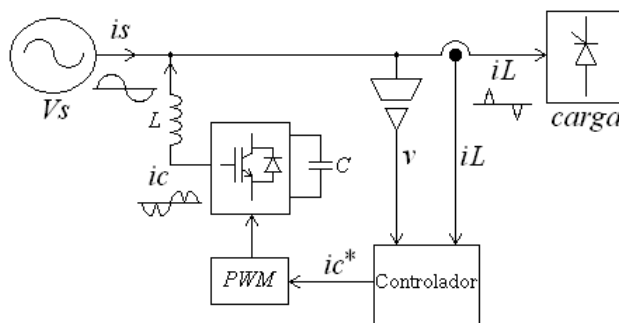 is
Vs
L
iL
carga
ic
C
v
iL
PWM
ic*
Controlador